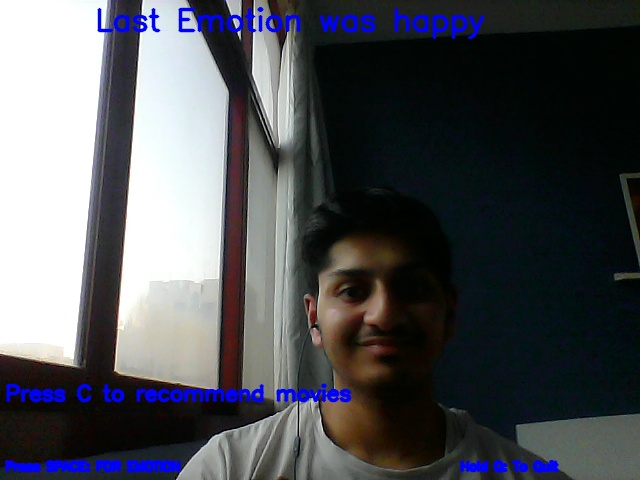 Last Emotion was happy
Press C to recommend movies
Press SPACE: FOR EMOTION
Hold Q: To Quit